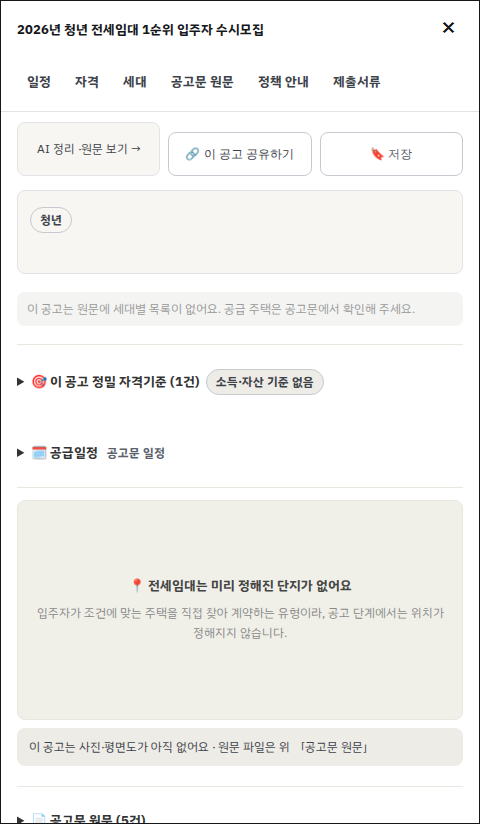 2026년 청년 전세임대 1순위 입주자 수시모집 ✕
일정 자격 세대 공고문 원문 정책 안내 제출서류
AI 정리 ·원문 보기 → 🔗 이 공고 공유하기 🔖 저장
청년
이 공고는 원문에 세대별 목록이 없어요. 공급 주택은 공고문에서 확인해 주세요.
▶ 🎯 이 공고 정밀 자격기준 (1건) 소득·자산 기준 없음
▶ 🗓️ 공급일정 공고문 일정
📍 전세임대는 미리 정해진 단지가 없어요
입주자가 조건에 맞는 주택을 직접 찾아 계약하는 유형이라, 공고 단계에서는 위치가
정해지지 않습니다.
이 공고는 사진·평면도가 아직 없어요 · 원문 파일은 위 「공고문 원문」
▶ 📄 공고문 원문 (5건)